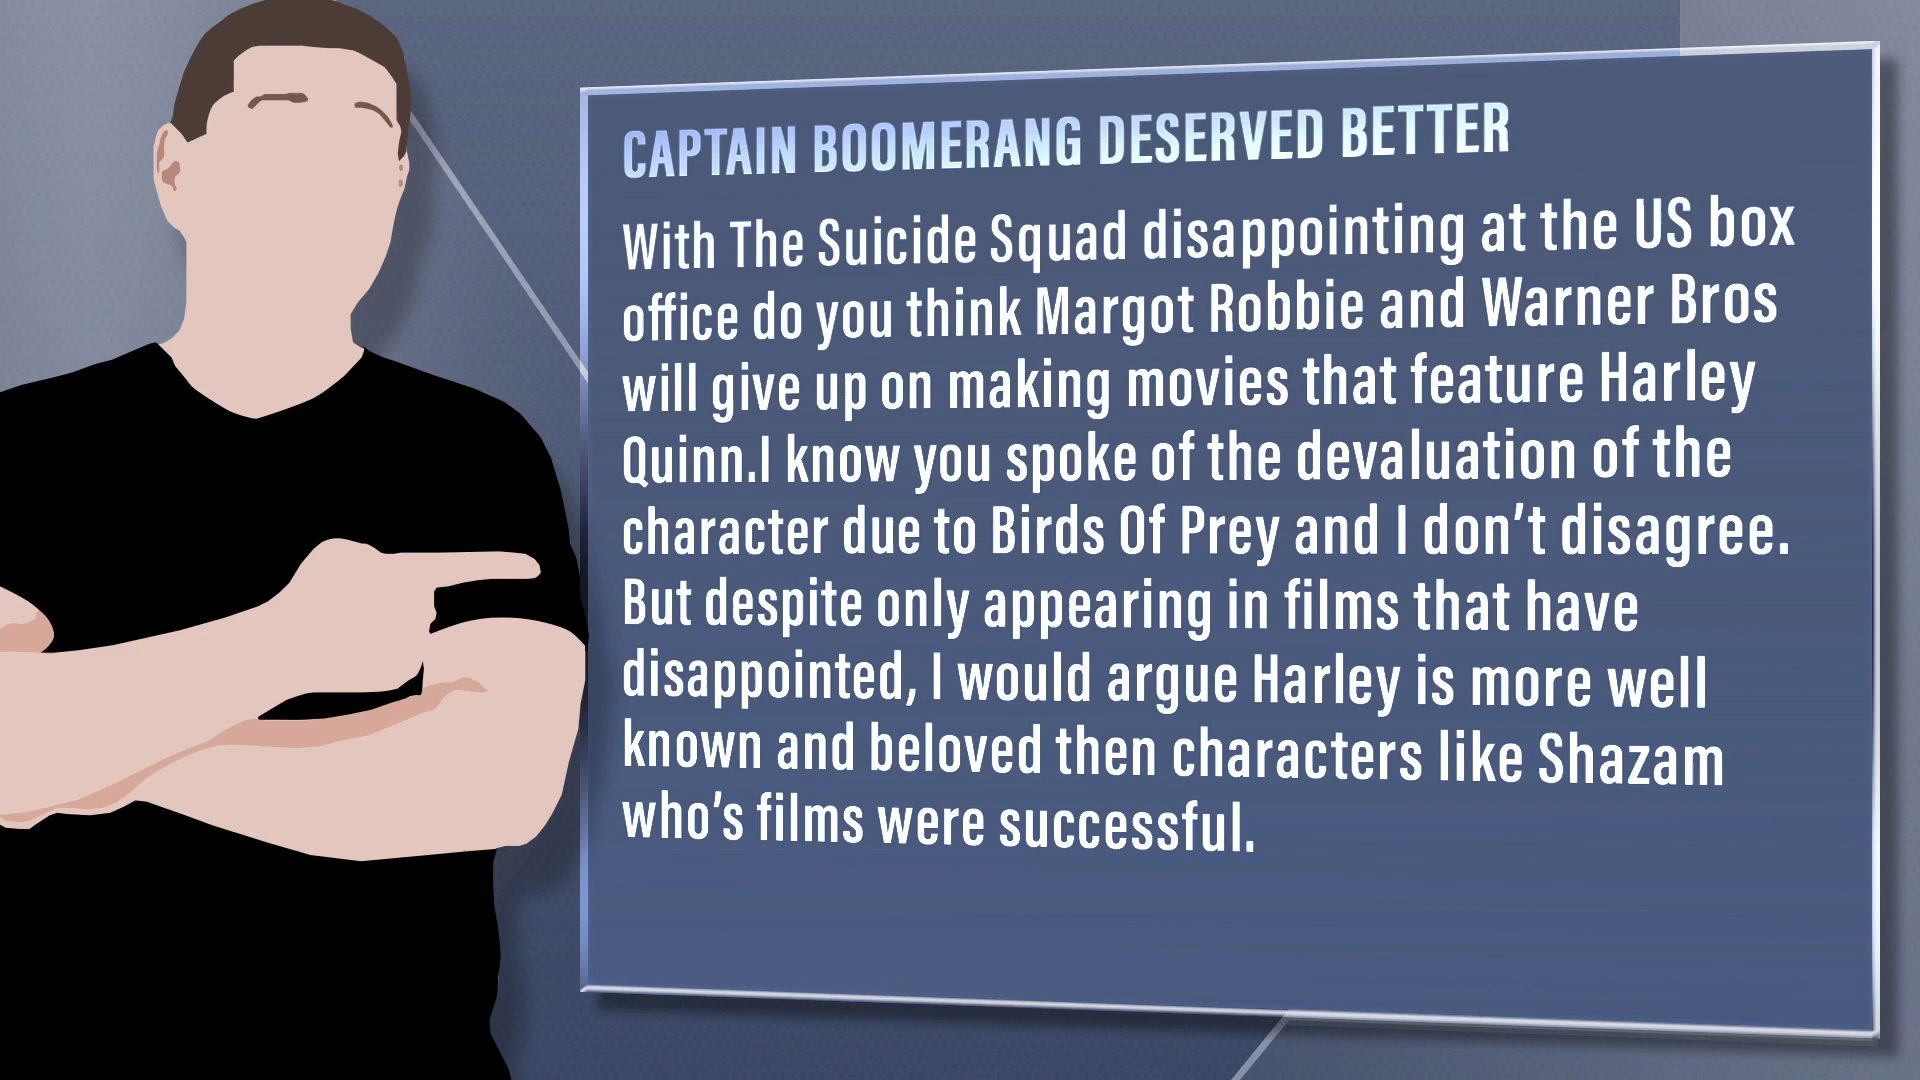 CAPTAIN BOOMERANG DESERVED BETTER
With The Suicide Squad disappointing at the US box
office do you think Margot Robbie and Warner Bros
will give up on making movies that feature Harley
Quinn.I know you spoke of the devaluation of the
character due to Birds Of Prey and I don't disagree.
But despite only appearing in films that have
disappointed, I would argue Harley is more well
known and beloved then characters like Shazam
who's films were successful.